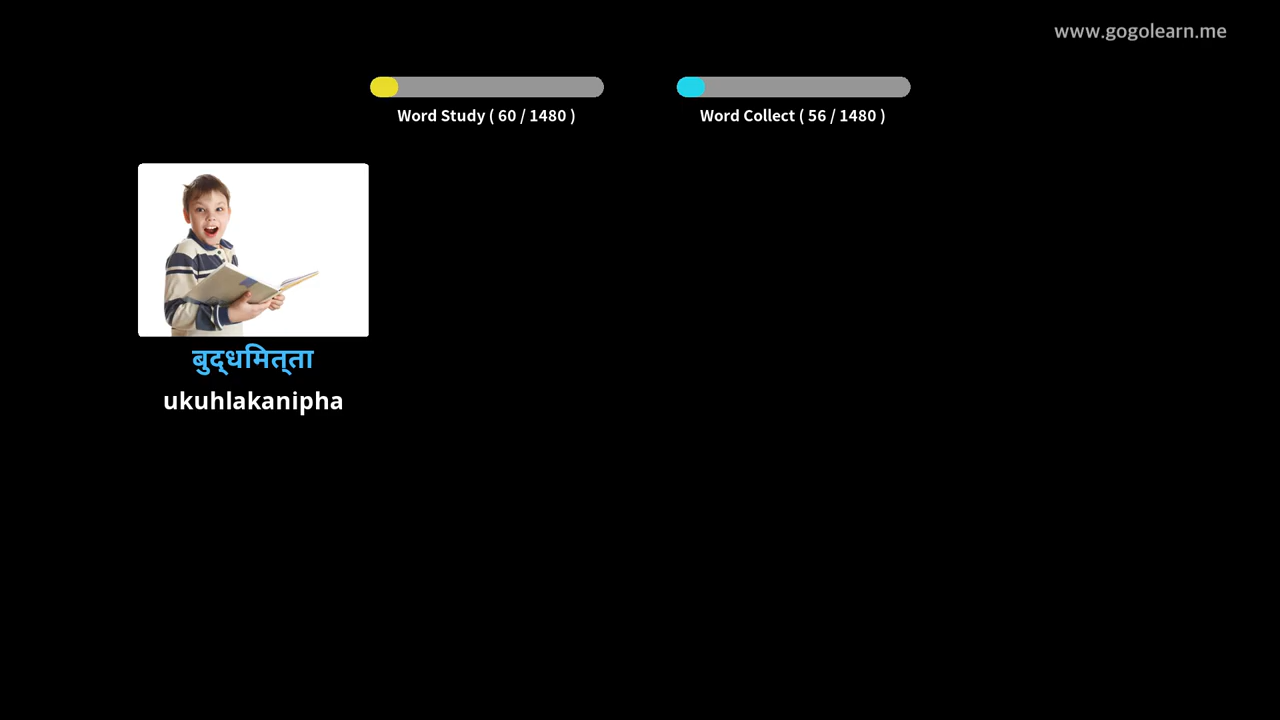 www.gogolearn.me
Word Study ( 60 / 1480 )
Word Collect ( 56 / 1480 )
बुद्धमित्ता
ukuhlakanipha